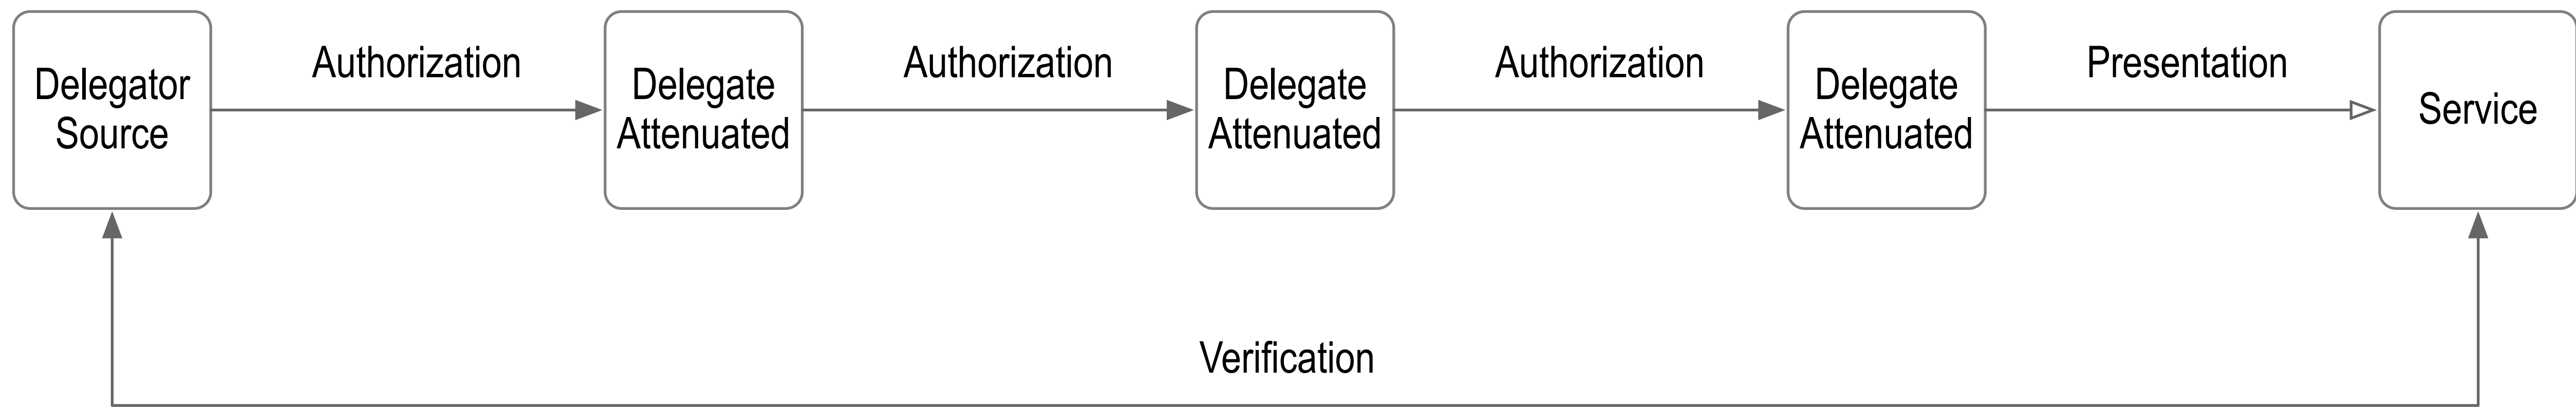 Delegator
Source
Authorization
Delegate
Attenuated
Authorization
Delegate
Attenuated
Authorization
Delegate
Attenuated
Presentation
Service
Verification